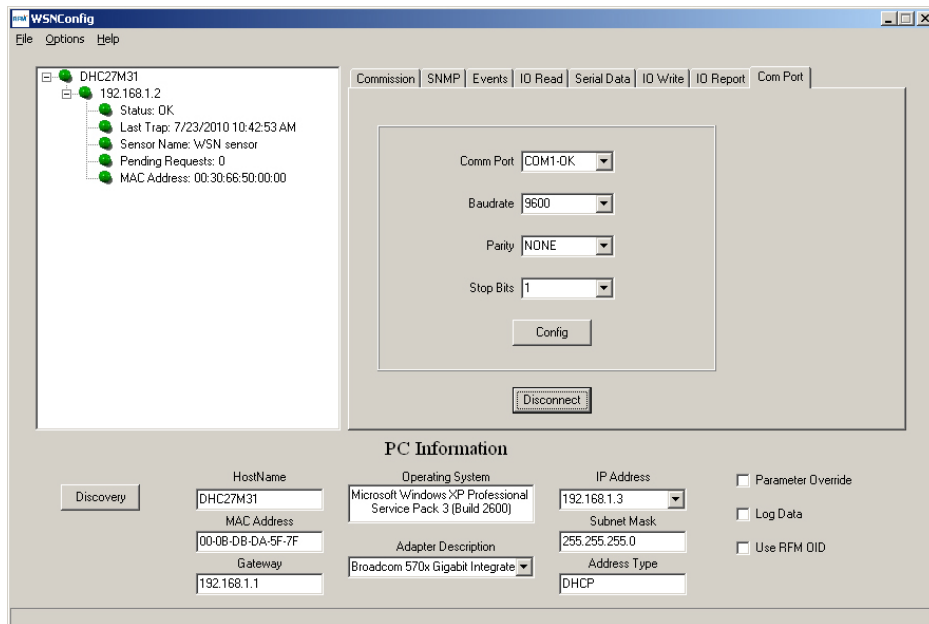 RFM WSNConfig
File Options Help
DHC27M31
192.168.1.2
Status: OK
Last Trap: 7/23/2010 10:42:53 AM
Sensor Name: WSN sensor
Pending Requests: 0
MAC Address: 00:30:66:50:00:00
Commission SNMP Events IO Read Serial Data IO Write IO Report Com Port
Comm Port COM1-OK
Baudrate 9600
Parity NONE
Stop Bits 1
Config
Disconnect
PC Information
Discovery
HostName
DHC27M31
MAC Address
00-0B-DB-DA-5F-7F
Gateway
192.168.1.1
Operating System
Microsoft Windows XP Professional
Service Pack 3 (Build 2600)
Adapter Description
Broadcom 570x Gigabit Integrate
IP Address
192.168.1.3
Subnet Mask
255.255.255.0
Address Type
DHCP
Parameter Override
Log Data
Use RFM OID